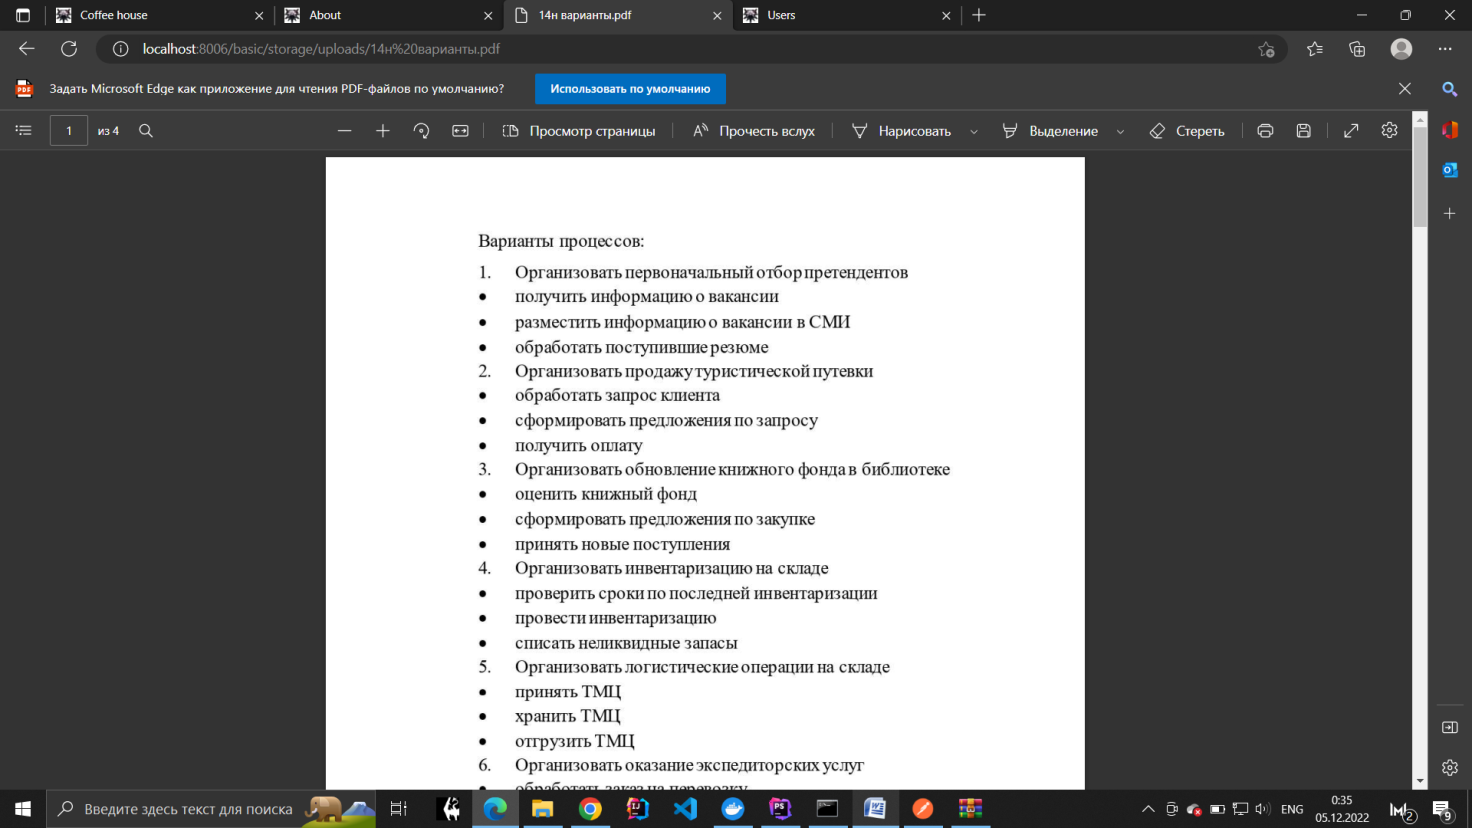 Coffee house
About
14н варианты.pdf
Users
localhost:8006/basic/storage/uploads/14н%20варианты.pdf
Задать Microsoft Edge как приложение для чтения PDF-файлов по умолчанию?
Использовать по умолчанию
1 из 4
Просмотр страницы
Прочесть вслух
Нарисовать
Выделение
Стереть
Варианты процессов:
1. Организовать первоначальный отбор претендентов
• получить информацию о вакансии
• разместить информацию о вакансии в СМИ
• обработать поступившие резюме
2. Организовать продажу туристической путевки
• обработать запрос клиента
• сформировать предложения по запросу
• получить оплату
3. Организовать обновление книжного фонда в библиотеке
• оценить книжный фонд
• сформировать предложения по закупке
• принять новые поступления
4. Организовать инвентаризацию на складе
• проверить сроки по последней инвентаризации
• провести инвентаризацию
• списать неликвидные запасы
5. Организовать логистические операции на складе
• принять ТМЦ
• хранить ТМЦ
• отгрузить ТМЦ
6. Организовать оказание экспедиторских услуг
обработать заказ на перевозку
Введите здесь текст для поиска
ENG
0:35
05.12.2022
2
9